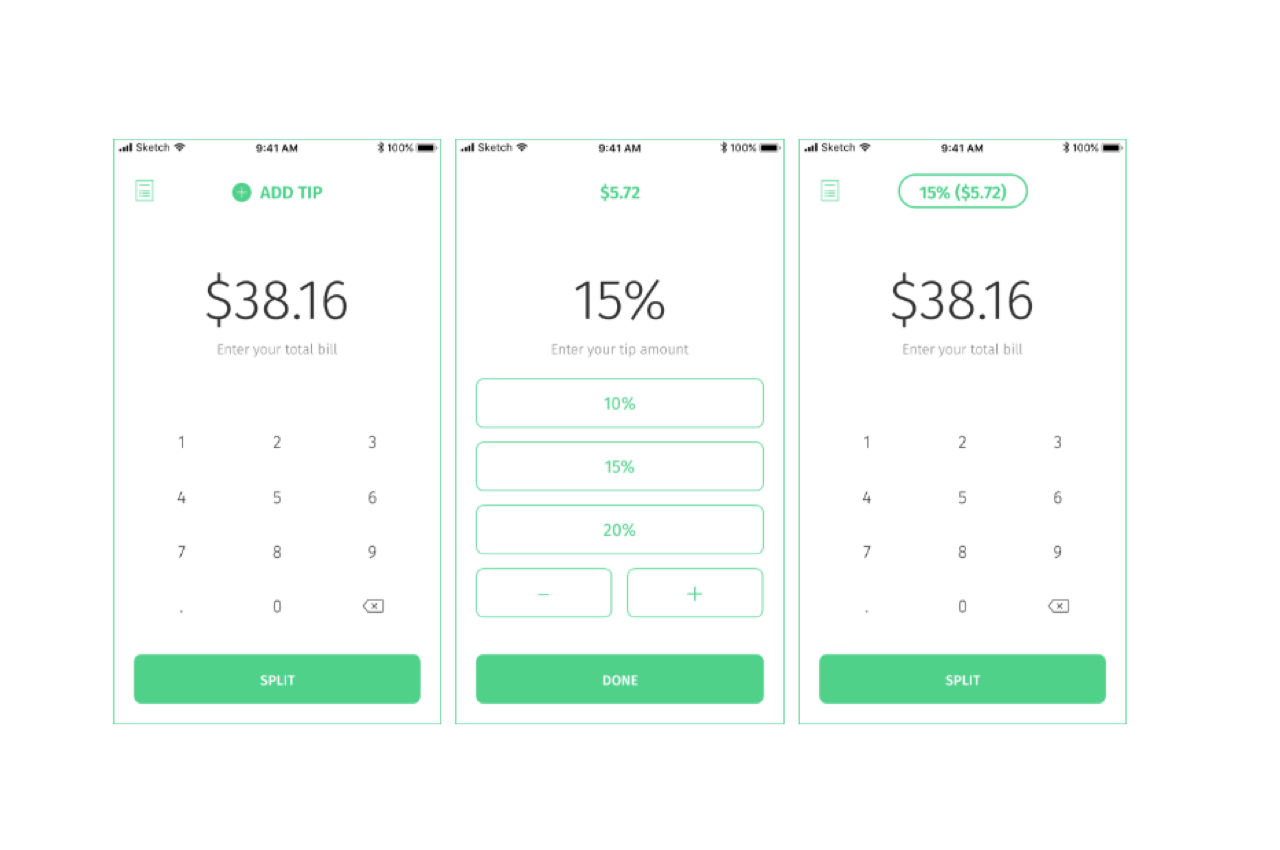 Sketch 9:41 AM 100%
ADD TIP
$38.16
Enter your total bill
1 2 3
4 5 6
7 8 9
. 0
SPLIT
Sketch 9:41 AM 100%
$5.72
15%
Enter your tip amount
10%
15%
20%
− +
DONE
Sketch 9:41 AM 100%
15% ($5.72)
$38.16
Enter your total bill
1 2 3
4 5 6
7 8 9
. 0
SPLIT